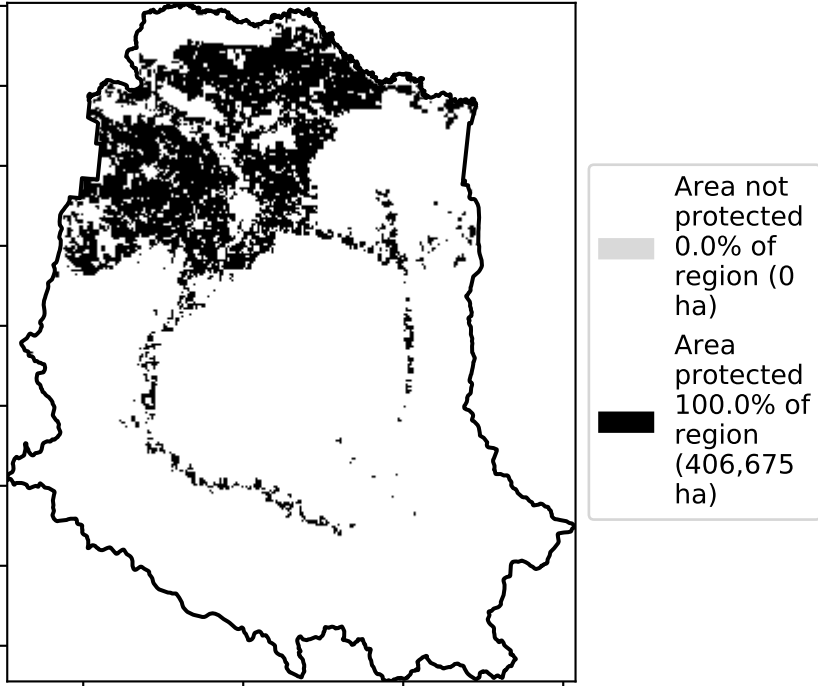 Area not
protected
0.0% of
region (0
ha)
Area
protected
100.0% of
region
(406,675
ha)